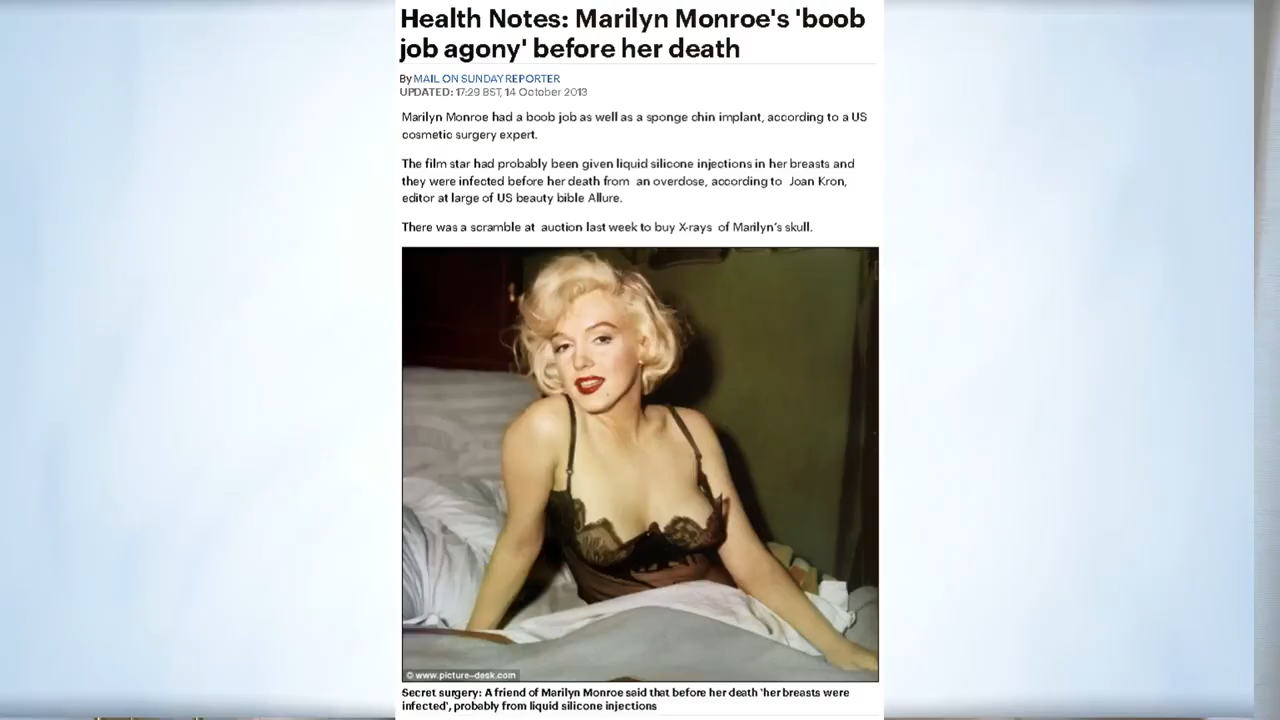 Health Notes: Marilyn Monroe's 'boob
job agony' before her death
By MAIL ON SUNDAY REPORTER
UPDATED: 17:29 BST, 14 October 2013
Marilyn Monroe had a boob job as well as a sponge chin implant, according to a US
cosmetic surgery expert.
The film star had probably been given liquid silicone injections in her breasts and
they were infected before her death from an overdose, according to Joan Kron,
editor at large of US beauty bible Allure.
There was a scramble at auction last week to buy X-rays of Marilyn's skull.
© www.picture-desk.com
Secret surgery: A friend of Marilyn Monroe said that before her death 'her breasts were
infected', probably from liquid silicone injections